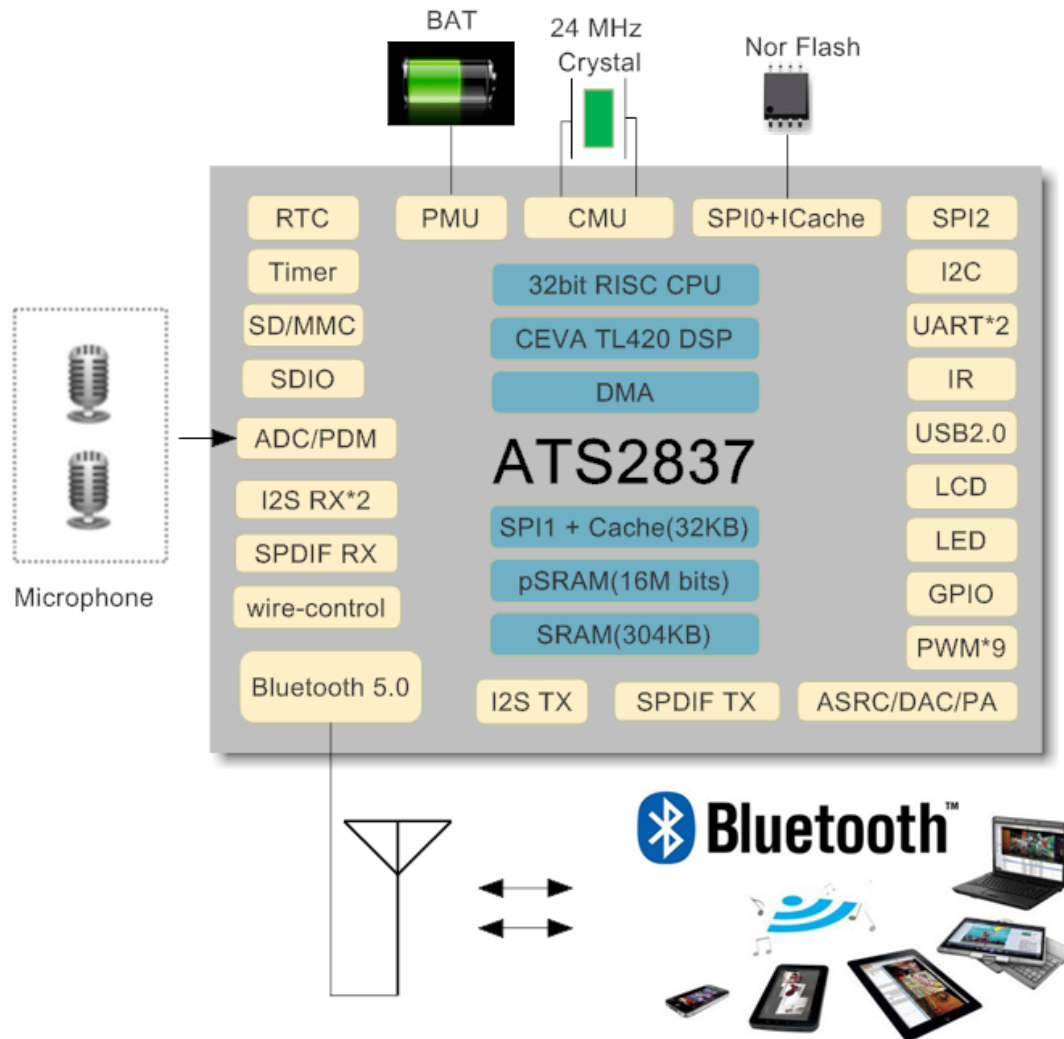 BAT
24 MHz
Crystal
Nor Flash
RTC
PMU
CMU
SPI0+ICache
SPI2
Timer
32bit RISC CPU
I2C
SD/MMC
CEVA TL420 DSP
UART*2
SDIO
DMA
IR
ADC/PDM
ATS2837
USB2.0
I2S RX*2
SPI1 + Cache(32KB)
LCD
SPDIF RX
pSRAM(16M bits)
LED
Microphone
wire-control
SRAM(304KB)
GPIO
PWM*9
Bluetooth 5.0
I2S TX
SPDIF TX
ASRC/DAC/PA
Bluetooth™